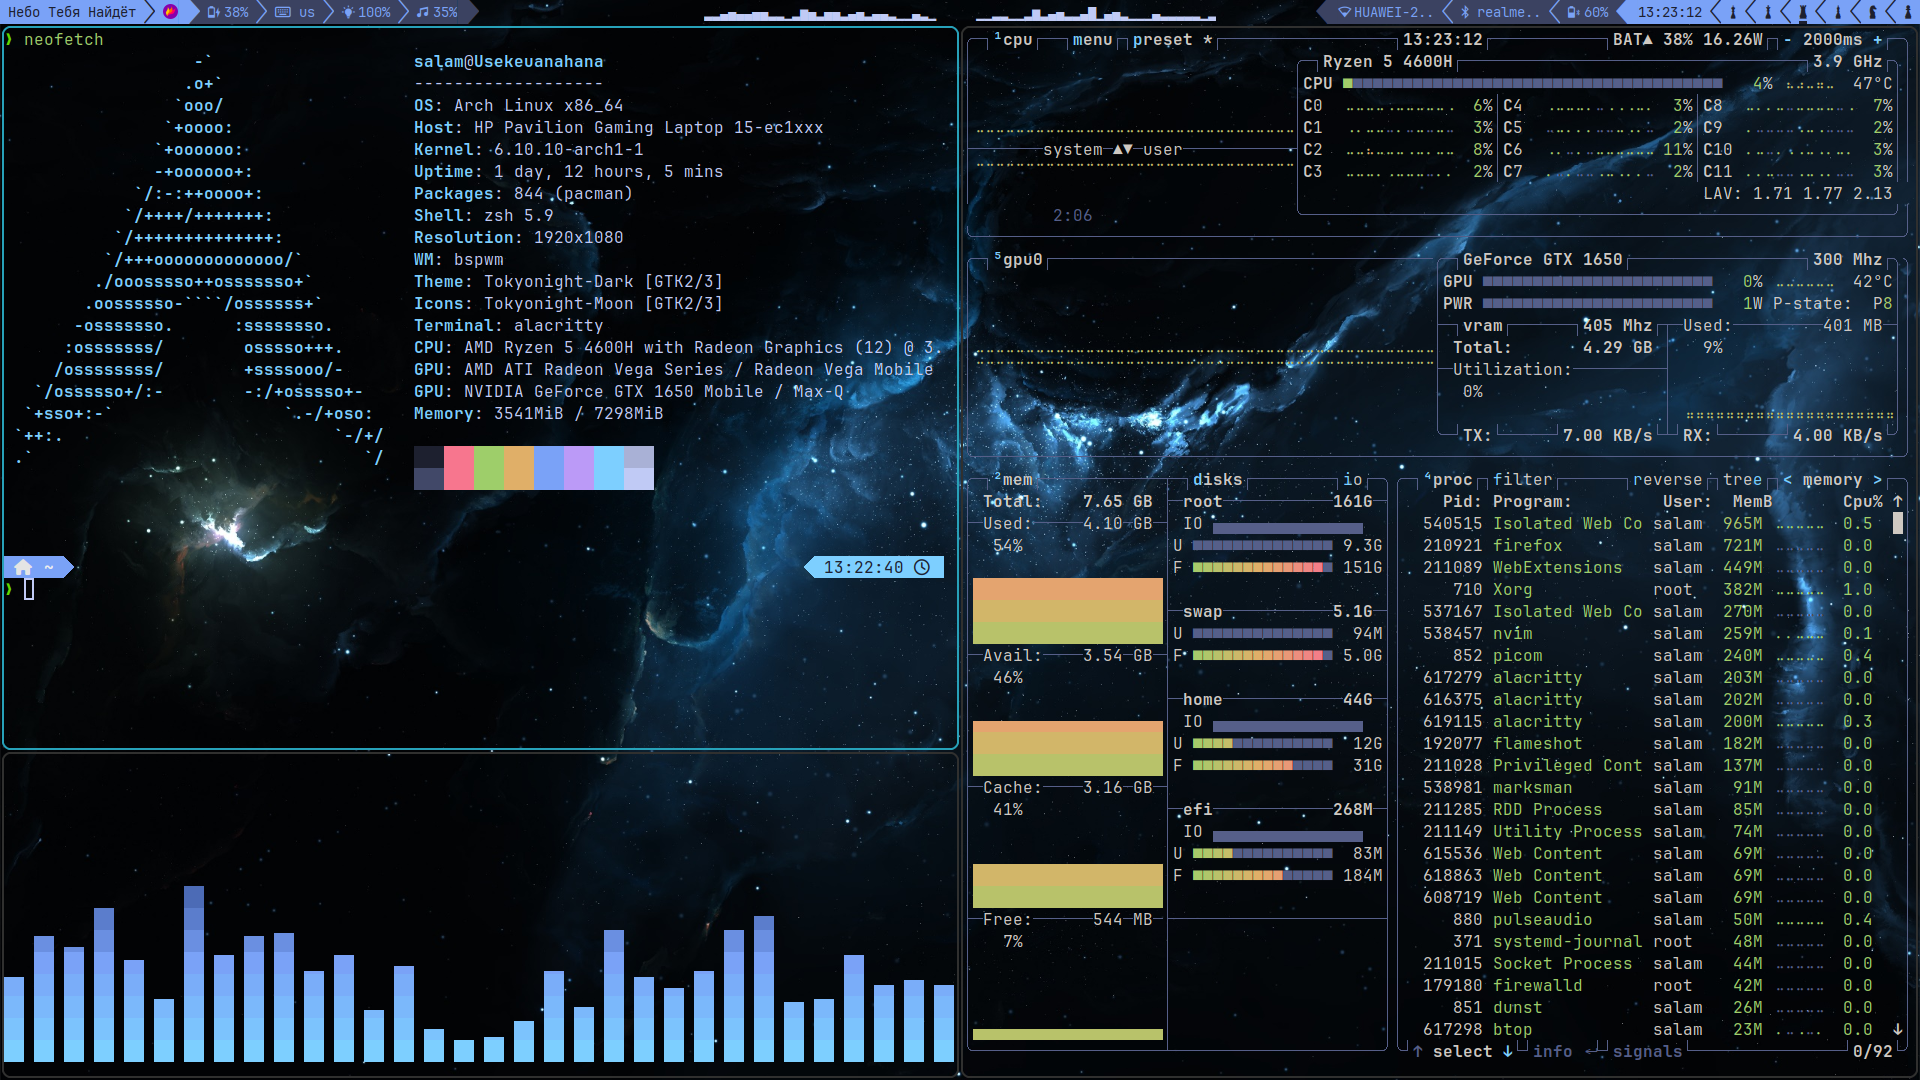 Небо Тебя Найдёт 38% us 100% 35% HUAWEI-2.. realme.. 60% 13:23:12
❯ neofetch
salam@Usekeuanahana
-------------------
OS: Arch Linux x86_64
Host: HP Pavilion Gaming Laptop 15-ec1xxx
Kernel: 6.10.10-arch1-1
Uptime: 1 day, 12 hours, 5 mins
Packages: 844 (pacman)
Shell: zsh 5.9
Resolution: 1920x1080
WM: bspwm
Theme: Tokyonight-Dark [GTK2/3]
Icons: Tokyonight-Moon [GTK2/3]
Terminal: alacritty
CPU: AMD Ryzen 5 4600H with Radeon Graphics (12) @ 3.
GPU: AMD ATI Radeon Vega Series / Radeon Vega Mobile
GPU: NVIDIA GeForce GTX 1650 Mobile / Max-Q
Memory: 3541MiB / 7298MiB
~ 13:22:40
❯
¹cpu menu preset * 13:23:12 BAT▲ 38% 16.26W - 2000ms +
Ryzen 5 4600H 3.9 GHz
CPU 4% 47°C
C0 6% C4 3% C8 7%
C1 3% C5 2% C9 2%
C2 8% C6 11% C10 3%
C3 2% C7 2% C11 3%
LAV: 1.71 1.77 2.13
system ▲▼ user
2:06
⁵gpu0 GeForce GTX 1650 300 Mhz
GPU 0% 42°C
PWR 1W P-state: P8
vram 405 Mhz Used: 401 MB
Total: 4.29 GB 9%
Utilization:
0%
TX: 7.00 KB/s RX: 4.00 KB/s
²mem
Total: 7.65 GB
Used: 4.10 GB
54%
Avail: 3.54 GB
46%
Cache: 3.16 GB
41%
Free: 544 MB
7%
disks io
root 161G
IO
U 9.3G
F 151G
swap 5.1G
U 94M
F 5.0G
home 44G
IO
U 12G
F 31G
efi 268M
IO
U 83M
F 184M
⁴proc filter reverse tree < memory >
Pid: Program: User: MemB Cpu% ↑
540515 Isolated Web Co salam 965M 0.5
210921 firefox salam 721M 0.0
211089 WebExtensions salam 449M 0.0
710 Xorg root 382M 1.0
537167 Isolated Web Co salam 270M 0.0
538457 nvim salam 259M 0.1
852 picom salam 240M 0.4
617279 alacritty salam 203M 0.0
616375 alacritty salam 202M 0.0
619115 alacritty salam 200M 0.3
192077 flameshot salam 182M 0.0
211028 Privileged Cont salam 137M 0.0
538981 marksman salam 91M 0.0
211285 RDD Process salam 85M 0.0
211149 Utility Process salam 74M 0.0
615536 Web Content salam 69M 0.0
618863 Web Content salam 69M 0.0
608719 Web Content salam 69M 0.0
880 pulseaudio salam 50M 0.4
371 systemd-journal root 48M 0.0
211015 Socket Process salam 44M 0.0
179180 firewalld root 42M 0.0
851 dunst salam 26M 0.0
617298 btop salam 23M 0.0 ↓
↑ select ↓ info ↵ signals 0/92